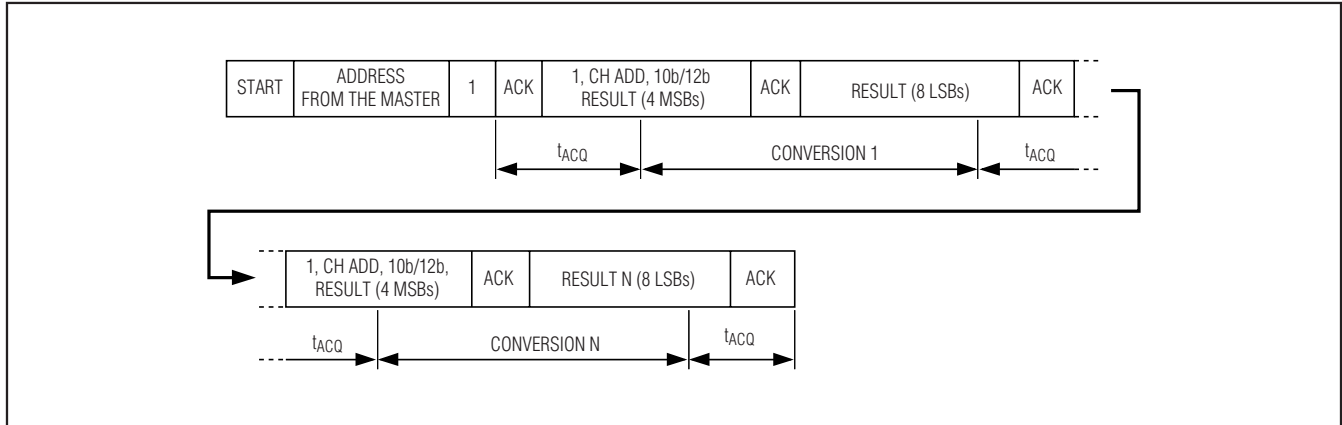 START
ADDRESS
FROM THE MASTER
1
ACK
1, CH ADD, 10b/12b
RESULT (4 MSBs)
ACK
RESULT (8 LSBs)
ACK
tACQ
CONVERSION 1
tACQ
1, CH ADD, 10b/12b,
RESULT (4 MSBs)
ACK
RESULT N (8 LSBs)
ACK
tACQ
CONVERSION N
tACQ